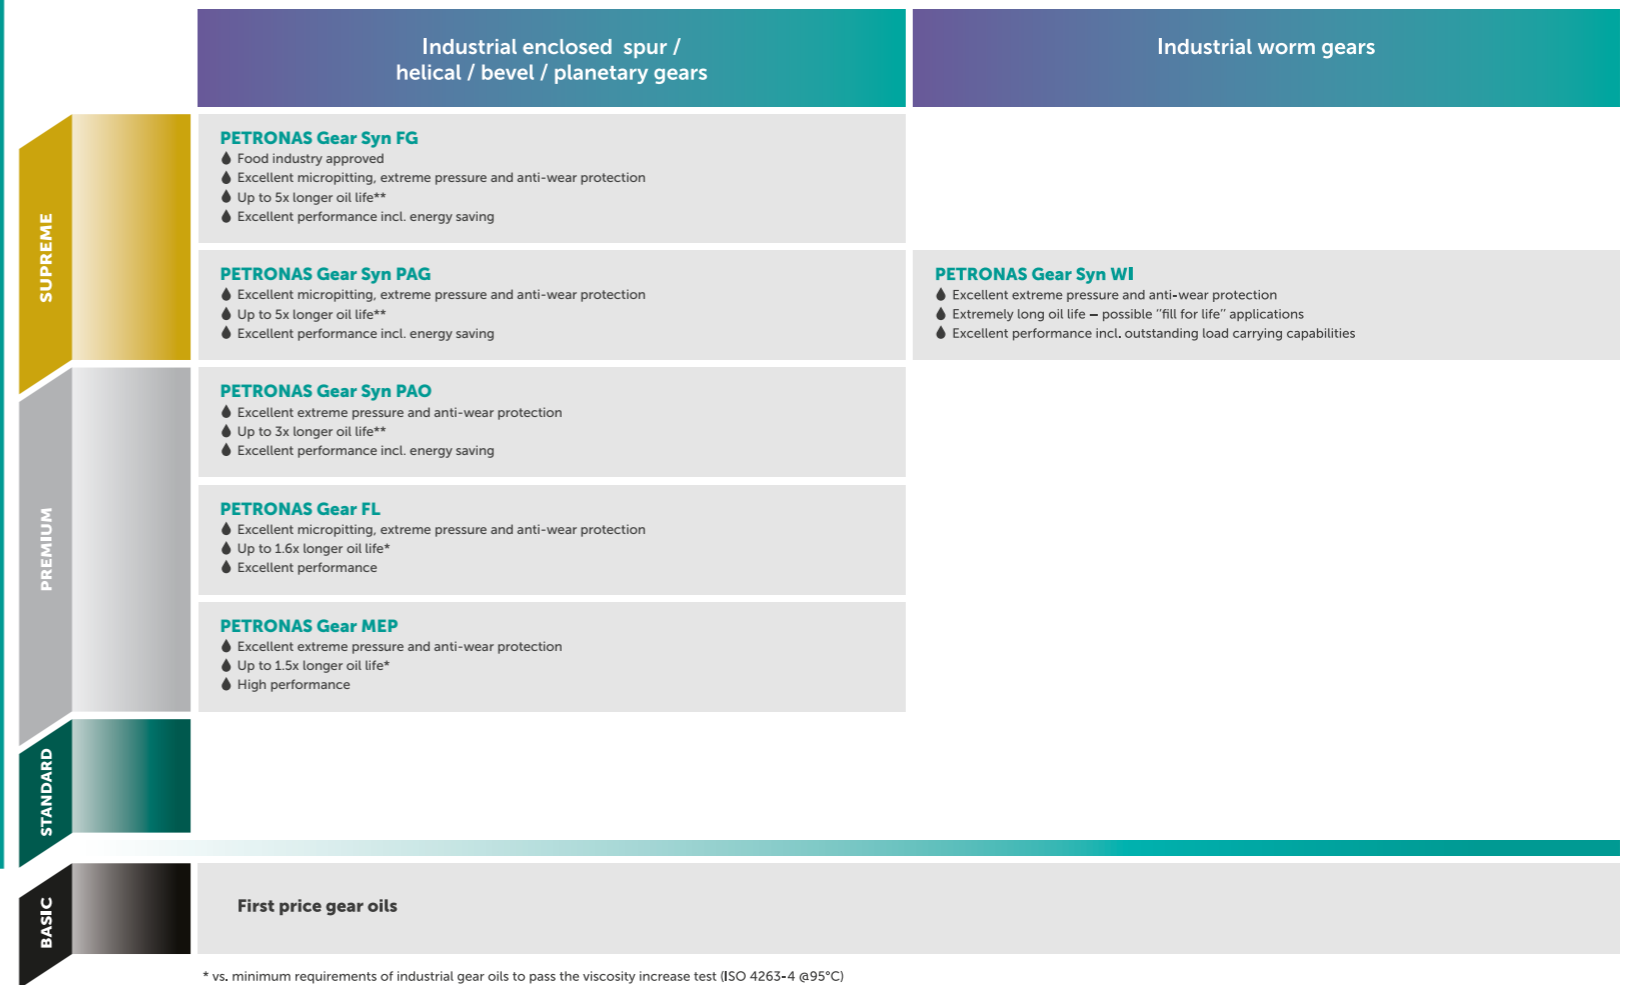 Industrial enclosed spur /
helical / bevel / planetary gears
Industrial worm gears
SUPREME
PETRONAS Gear Syn FG
Food industry approved
Excellent micropitting, extreme pressure and anti-wear protection
Up to 5x longer oil life**
Excellent performance incl. energy saving
PETRONAS Gear Syn PAG
Excellent micropitting, extreme pressure and anti-wear protection
Up to 5x longer oil life**
Excellent performance incl. energy saving
PETRONAS Gear Syn WI
Excellent extreme pressure and anti-wear protection
Extremely long oil life – possible "fill for life" applications
Excellent performance incl. outstanding load carrying capabilities
PREMIUM
PETRONAS Gear Syn PAO
Excellent extreme pressure and anti-wear protection
Up to 3x longer oil life**
Excellent performance incl. energy saving
PETRONAS Gear FL
Excellent micropitting, extreme pressure and anti-wear protection
Up to 1.6x longer oil life*
Excellent performance
PETRONAS Gear MEP
Excellent extreme pressure and anti-wear protection
Up to 1.5x longer oil life*
High performance
STANDARD
BASIC
First price gear oils
* vs. minimum requirements of industrial gear oils to pass the viscosity increase test (ISO 4263-4 @95°C)